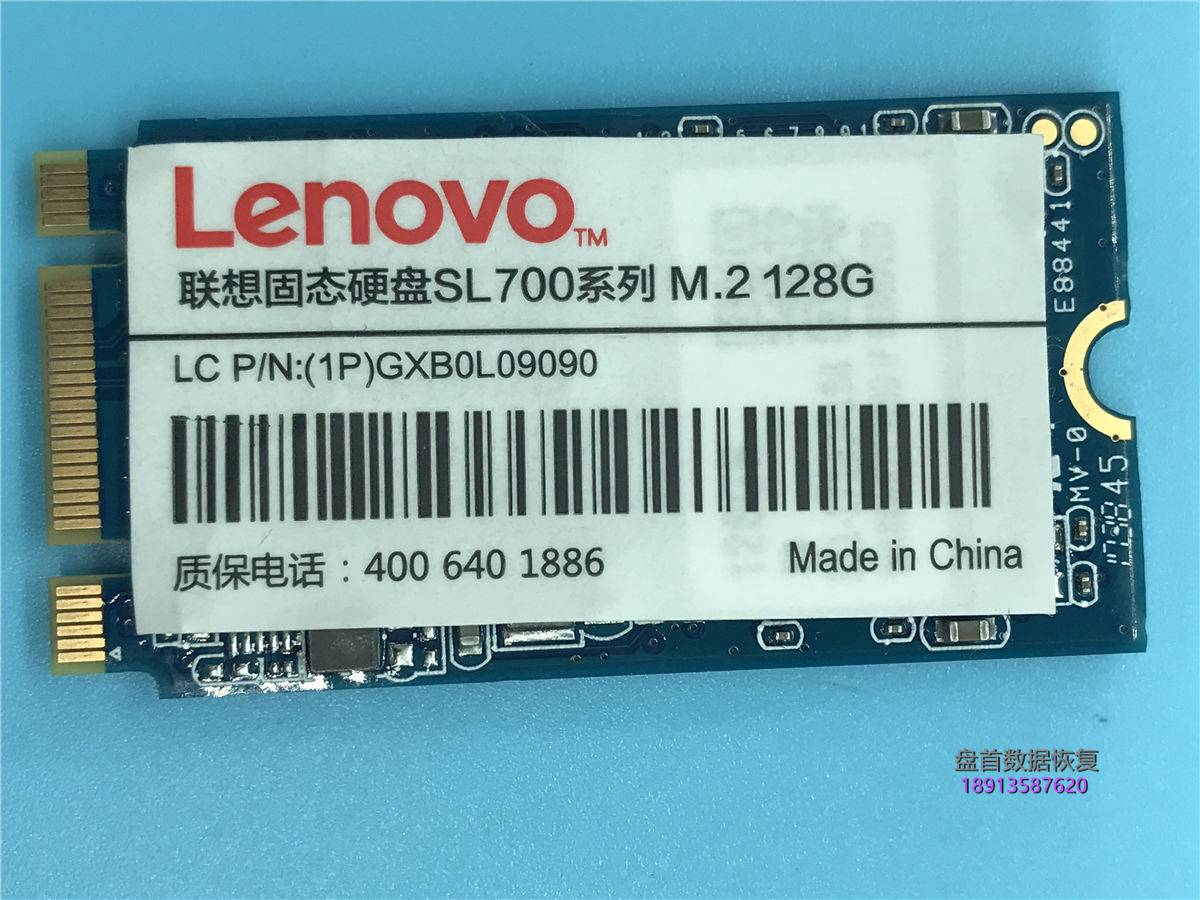 Lenovo™
联想固态硬盘SL700系列 M.2 128G
LC P/N:(1P)GXB0L09090
质保电话：400 640 1886
Made in China
E88441
MV-0
盘首数据恢复
18913587620